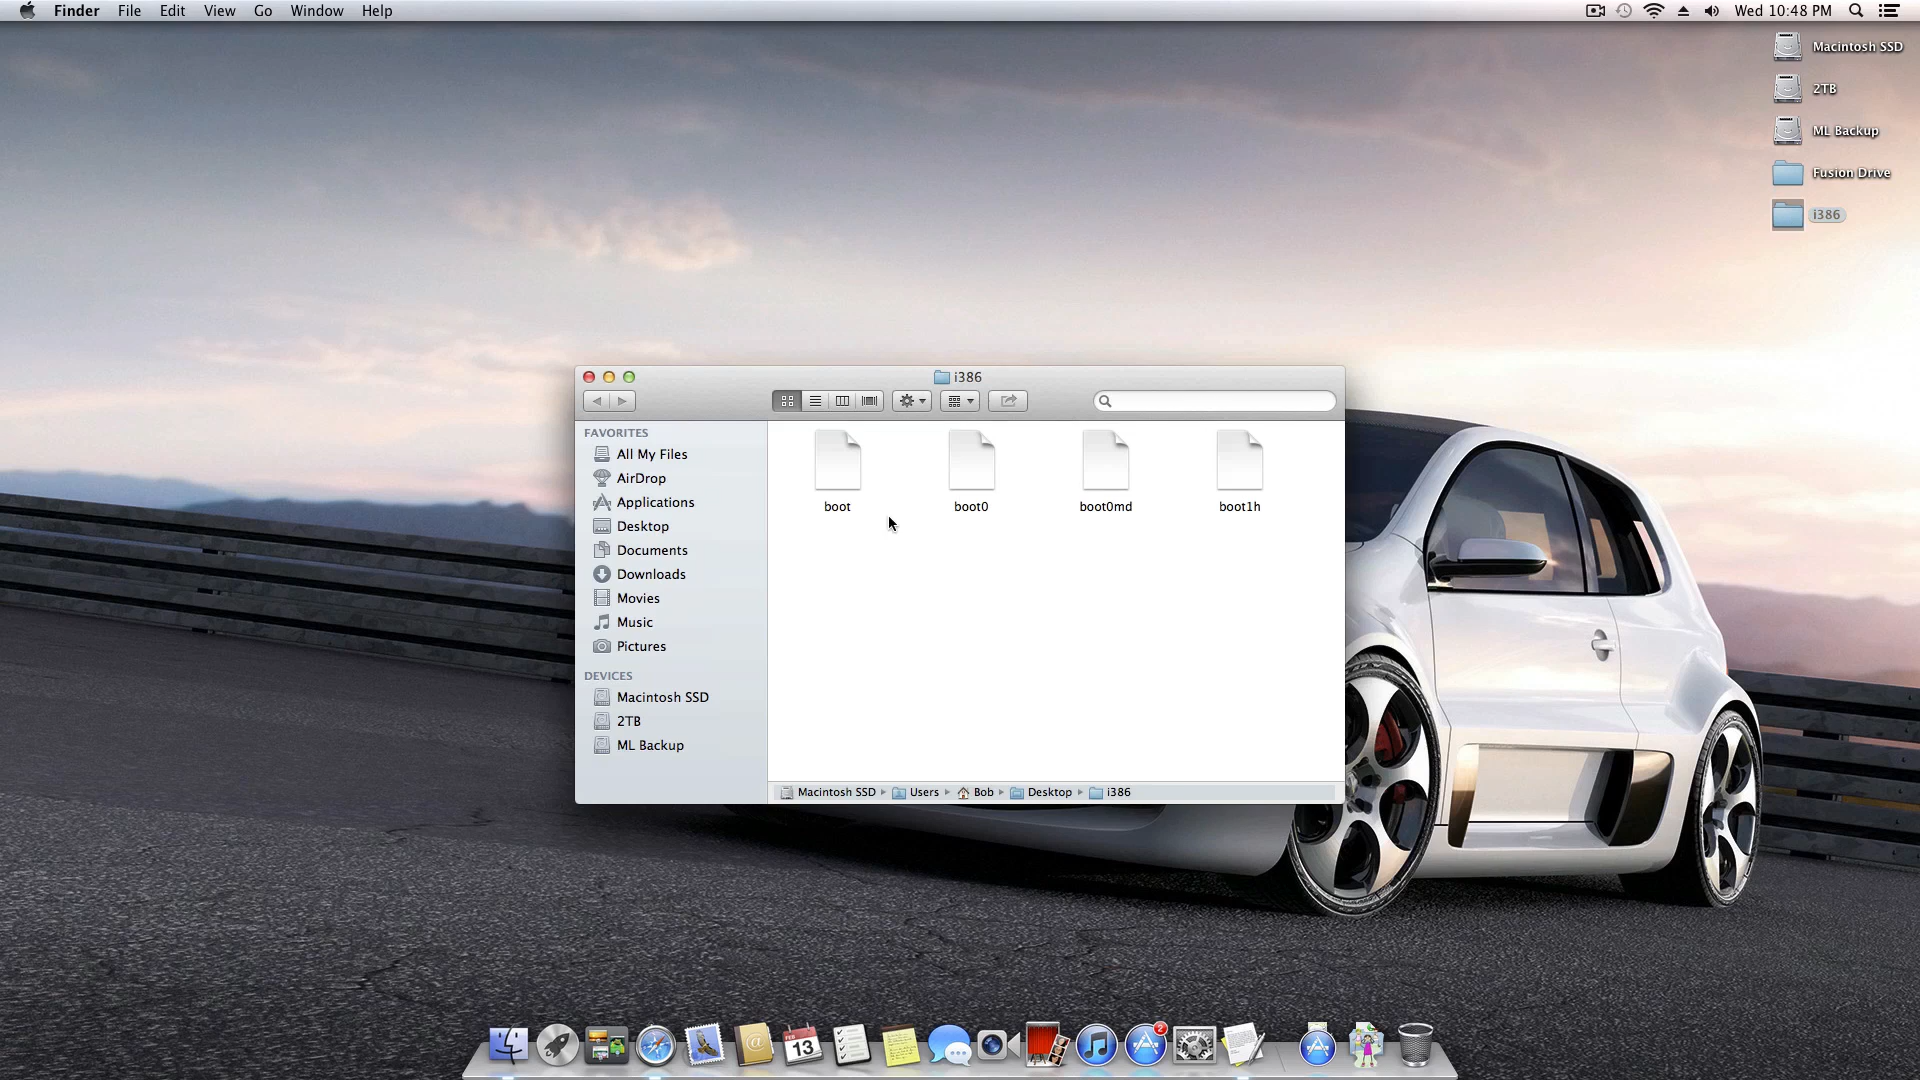 Finder File Edit View Go Window Help Wed 10:48 PM
Macintosh SSD
2TB
ML Backup
Fusion Drive
i386
i386
FAVORITES
All My Files
AirDrop
Applications
Desktop
Documents
Downloads
Movies
Music
Pictures
DEVICES
Macintosh SSD
2TB
ML Backup
boot boot0 boot0md boot1h
Macintosh SSD Users Bob Desktop i386
13
2